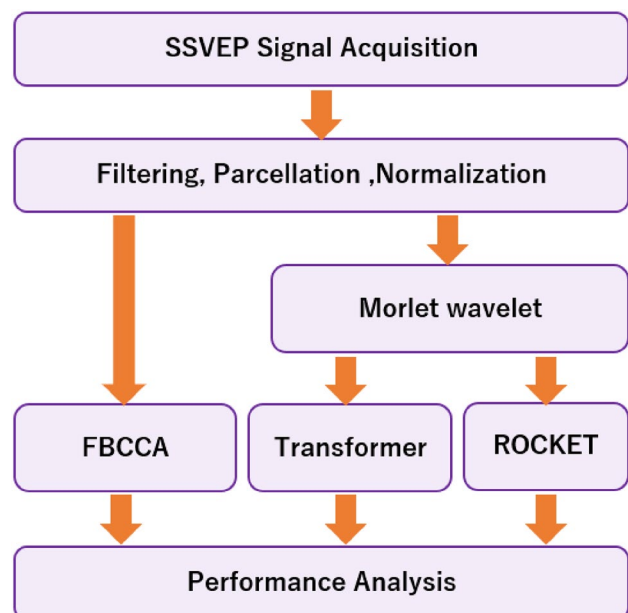 SSVEP Signal Acquisition
Filtering, Parcellation ,Normalization
Morlet wavelet
FBCCA
Transformer
ROCKET
Performance Analysis